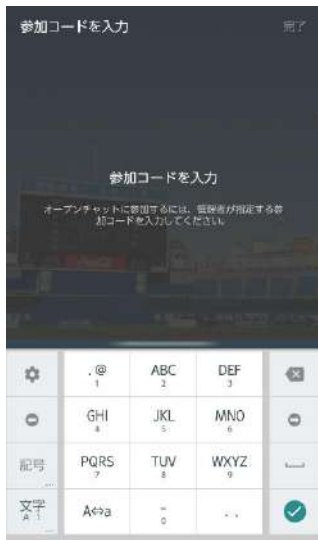 参加コードを入力
完了
参加コードを入力
オープンチャットに参加するには、管理者が指定する参
加コードを入力してください。
.@
1
ABC
2
DEF
3
GHI
4
JKL
5
MNO
6
記号
PQRS
7
TUV
8
WXYZ
9
文字
A 1
A⇔a
-
0
. .